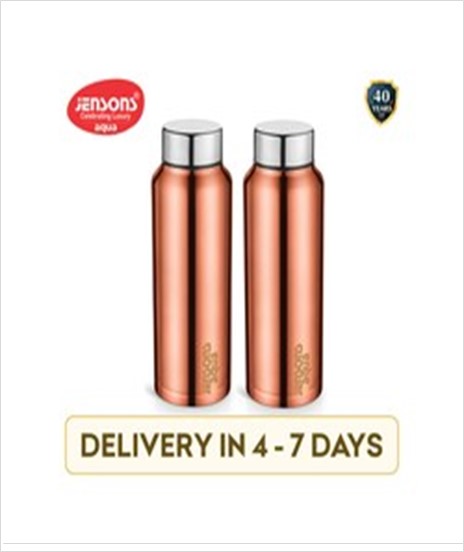 JENSONS®
Celebrating Luxury
aqua
40
YEARS
DELIVERY IN 4 - 7 DAYS